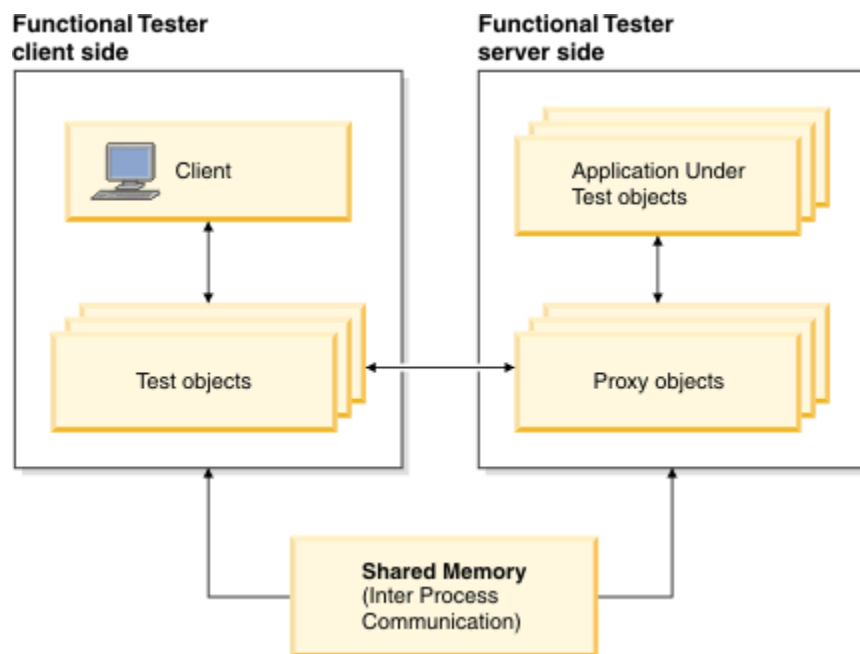 Functional Tester
client side
Functional Tester
server side
Client
Application Under
Test objects
Test objects
Proxy objects
Shared Memory
(Inter Process
Communication)